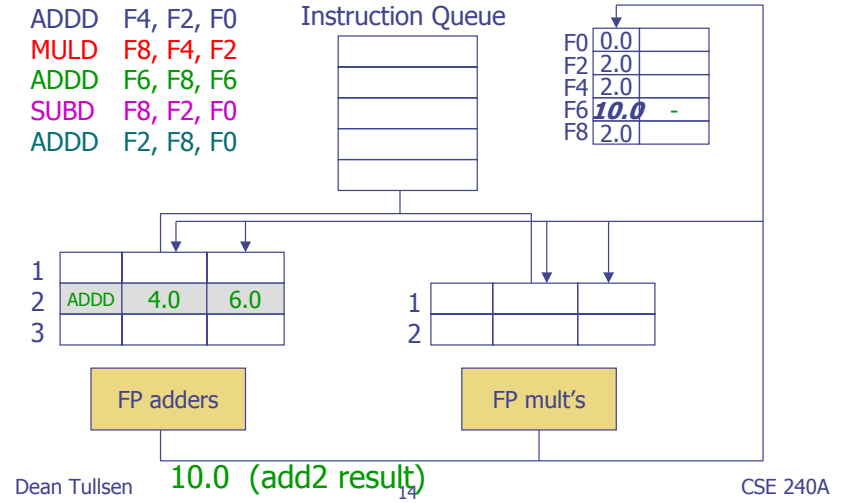 ADDD F4, F2, F0
MULD F8, F4, F2
ADDD F6, F8, F6
SUBD F8, F2, F0
ADDD F2, F8, F0
Instruction Queue
F0 0.0
F2 2.0
F4 2.0
F6 10.0 -
F8 2.0
1
2 ADDD 4.0 6.0
3
1
2
FP adders
FP mult's
10.0 (add2 result)
Dean Tullsen
14
CSE 240A